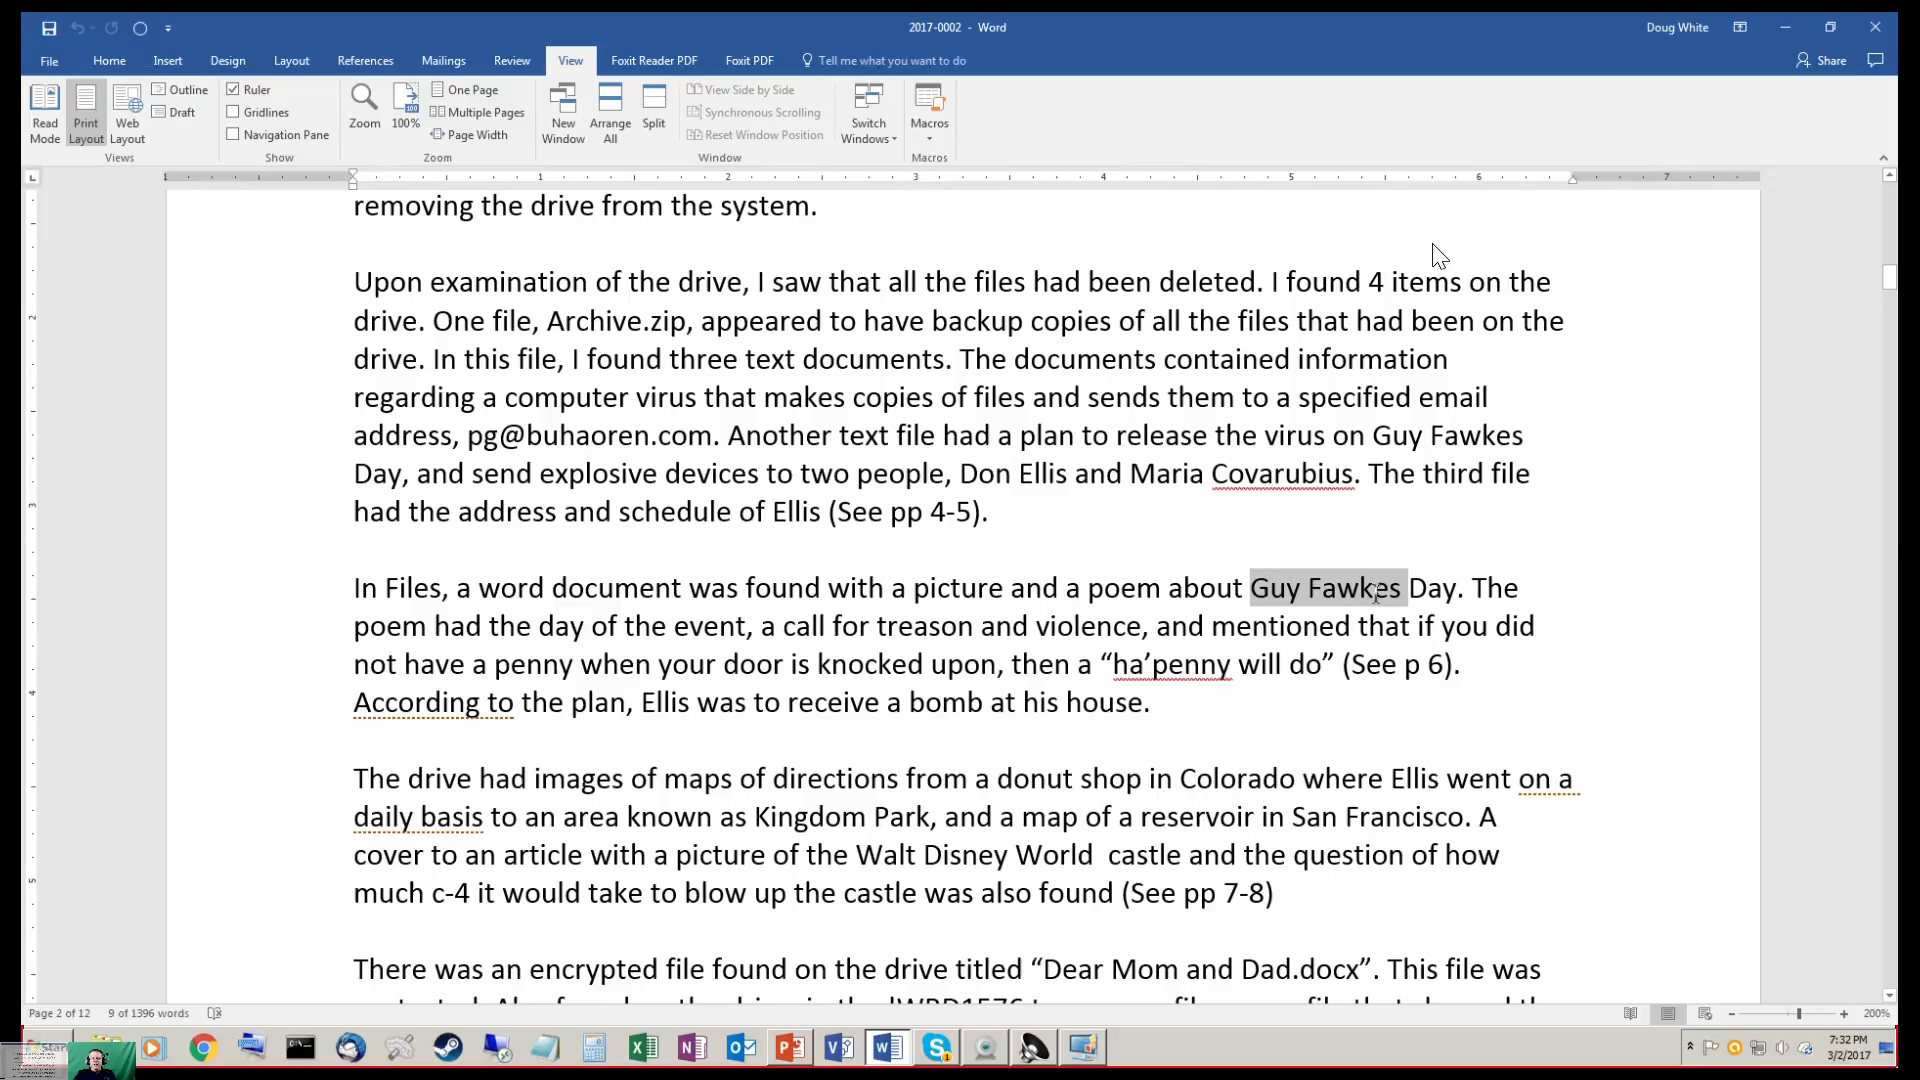 2017-0002 - Word
Doug White
File Home Insert Design Layout References Mailings Review View Foxit Reader PDF Foxit PDF Tell me what you want to do
Share
Read Mode
Print Layout
Web Layout
Outline
Draft
Views
Ruler
Gridlines
Navigation Pane
Show
Zoom
100%
One Page
Multiple Pages
Page Width
Zoom
New Window
Arrange All
Split
View Side by Side
Synchronous Scrolling
Reset Window Position
Window
Switch Windows
Macros
Macros
1 1 2 3 4 5 6 7
removing the drive from the system.
Upon examination of the drive, I saw that all the files had been deleted. I found 4 items on the
drive. One file, Archive.zip, appeared to have backup copies of all the files that had been on the
drive. In this file, I found three text documents. The documents contained information
regarding a computer virus that makes copies of files and sends them to a specified email
address, pg@buhaoren.com. Another text file had a plan to release the virus on Guy Fawkes
Day, and send explosive devices to two people, Don Ellis and Maria Covarubius. The third file
had the address and schedule of Ellis (See pp 4-5).
In Files, a word document was found with a picture and a poem about Guy Fawkes Day. The
poem had the day of the event, a call for treason and violence, and mentioned that if you did
not have a penny when your door is knocked upon, then a “ha’penny will do” (See p 6).
According to the plan, Ellis was to receive a bomb at his house.
The drive had images of maps of directions from a donut shop in Colorado where Ellis went on a
daily basis to an area known as Kingdom Park, and a map of a reservoir in San Francisco. A
cover to an article with a picture of the Walt Disney World castle and the question of how
much c-4 it would take to blow up the castle was also found (See pp 7-8)
There was an encrypted file found on the drive titled “Dear Mom and Dad.docx”. This file was
Page 2 of 12 9 of 1396 words
200%
7:32 PM
3/2/2017